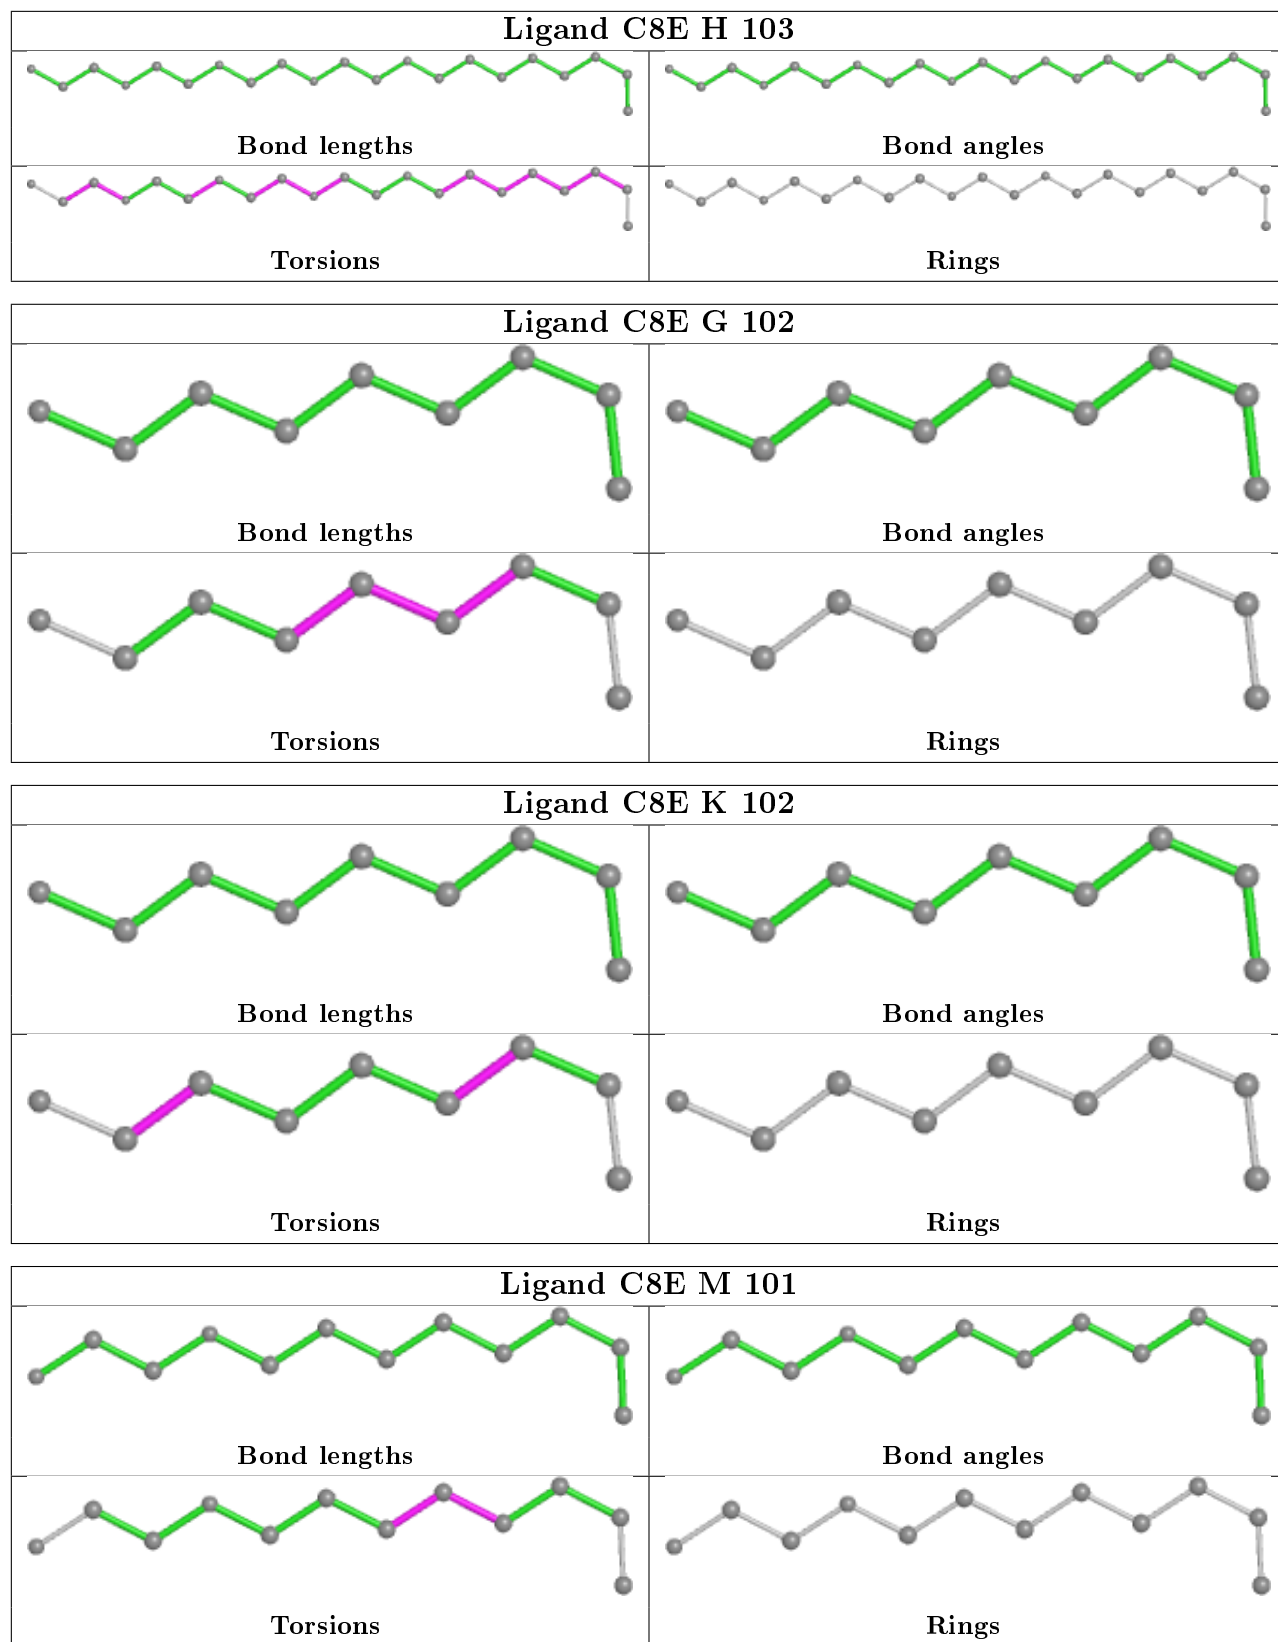 Ligand C8E H 103
Bond lengths
Bond angles
Torsions
Rings
Ligand C8E G 102
Bond lengths
Bond angles
Torsions
Rings
Ligand C8E K 102
Bond lengths
Bond angles
Torsions
Rings
Ligand C8E M 101
Bond lengths
Bond angles
Torsions
Rings